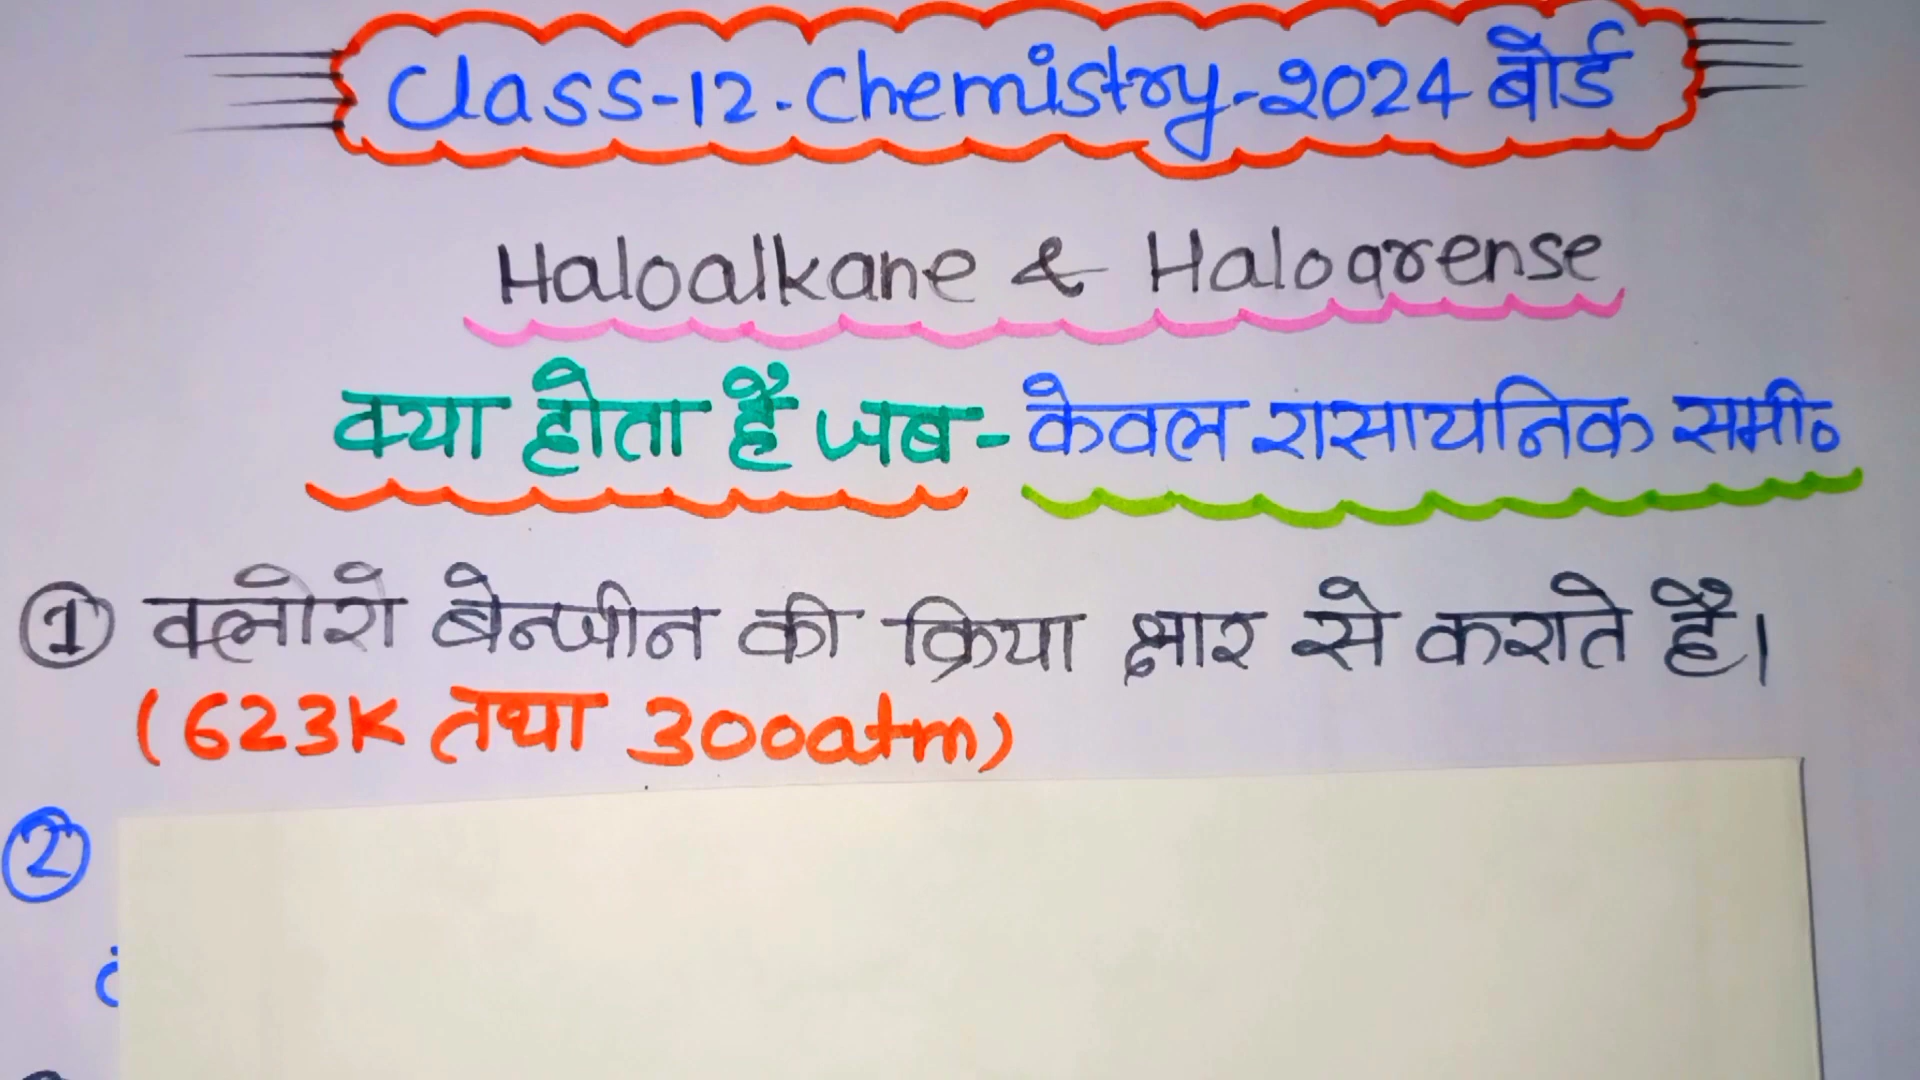 Class-12-Chemistry-2024 बोर्ड
Haloalkane & Haloarense
क्या होता है जब-केवल रासायनिक समी०
① क्लोरो बेन्जीन की क्रिया क्षार से कराते है।
(623K तथा 300atm)
②